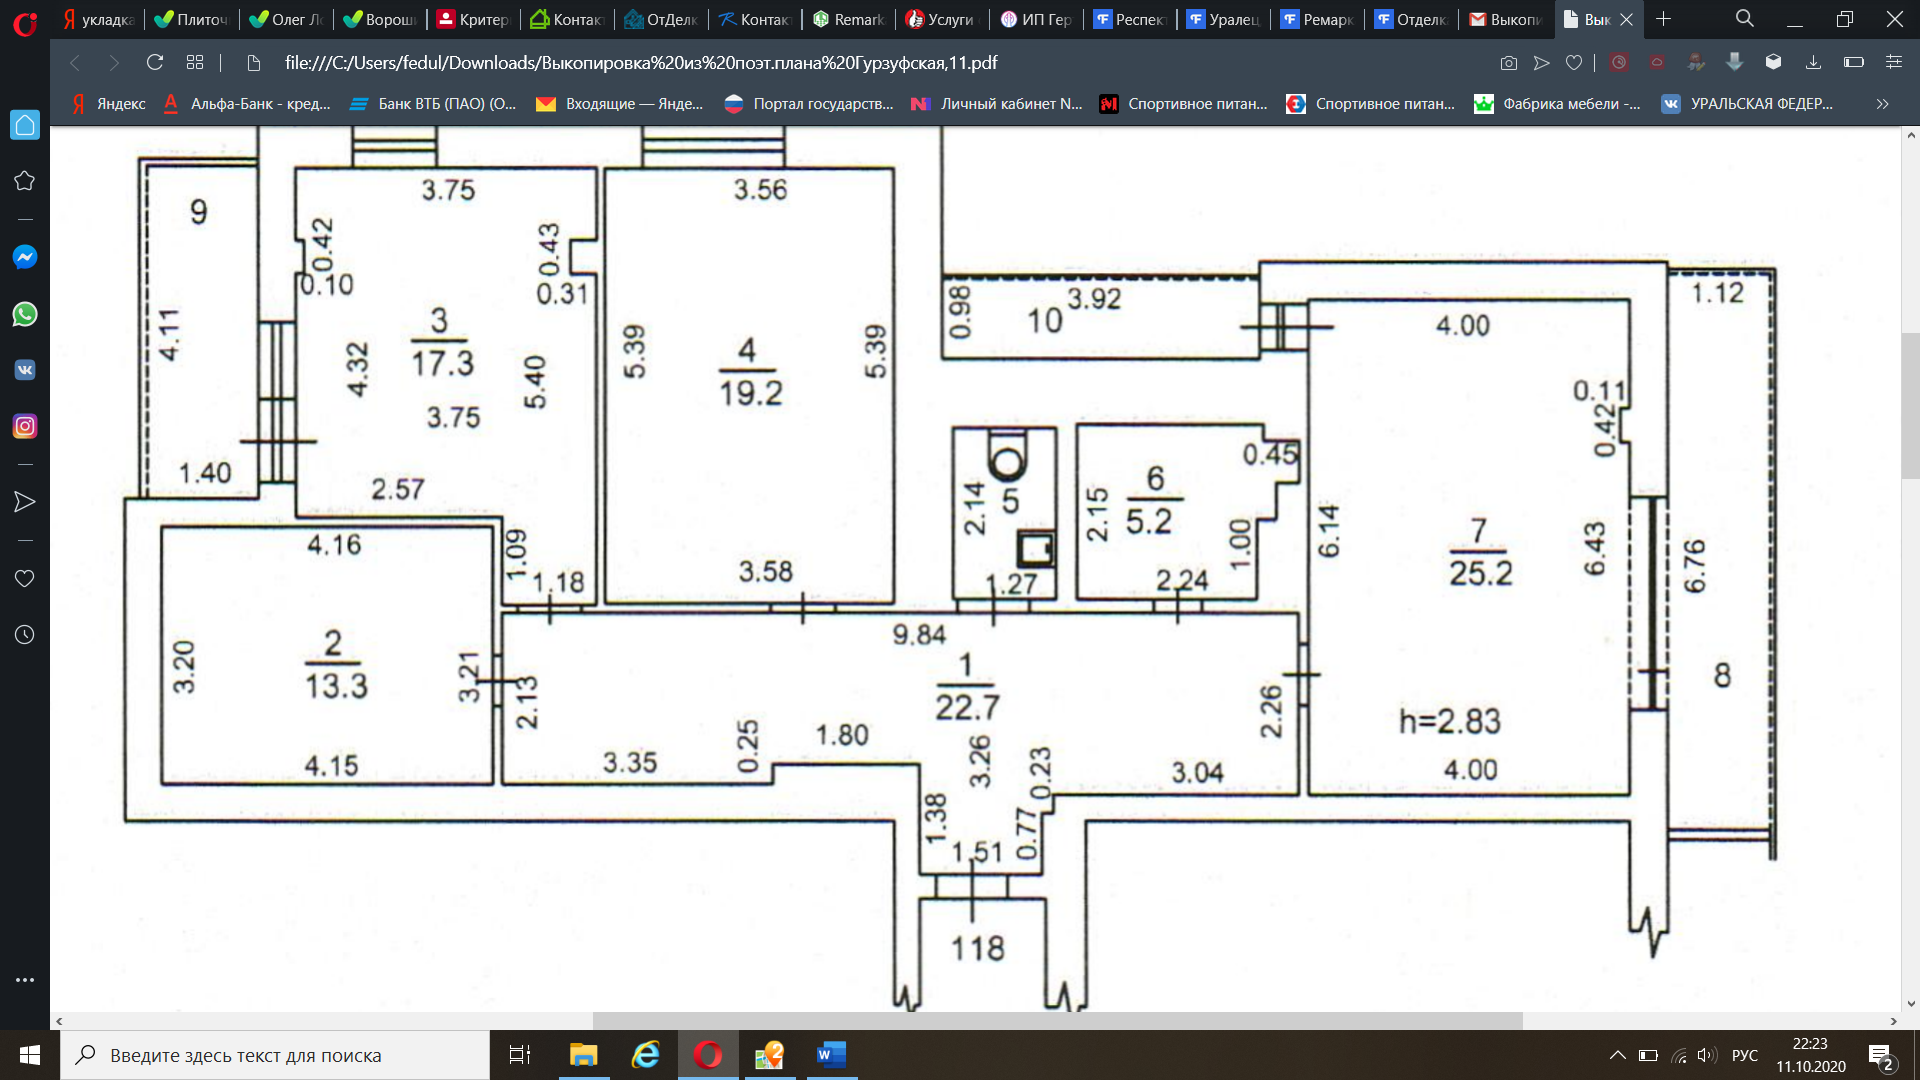 укладка
Плиточ
Олег Ло
Вороши
Критер
Контак
ОтДелк
Контак
Remark
Услуги
ИП Гер
Респек
Уралец
Ремарк
Отделк
Выкопи
Вык
file:///C:/Users/fedul/Downloads/Выкопировка%20из%20поэт.плана%20Гурзуфская,11.pdf
Яндекс
Альфа-Банк - кред...
Банк ВТБ (ПАО) (О...
Входящие — Янде...
Портал государств...
Личный кабинет N...
Спортивное питан...
Спортивное питан...
Фабрика мебели -...
УРАЛЬСКАЯ ФЕДЕР...
9
4.11
1.40
3.75
0.42
0.10
0.43
0.31
3
17.3
4.32
5.40
3.75
2.57
1.09
1.18
3.56
5.39
4
19.2
5.39
3.58
0.98
3.92
10
4.00
1.12
0.11
0.42
2.14
5
1.27
6
5.2
2.15
0.45
1.00
2.24
6.14
7
25.2
6.43
6.76
8
h=2.83
4.00
4.16
3.20
2
13.3
3.21
4.15
2.13
9.84
1
22.7
3.35
0.25
1.80
3.26
0.23
2.26
3.04
1.38
0.77
1.51
118
Введите здесь текст для поиска
2
W
РУС
22:23
11.10.2020
2